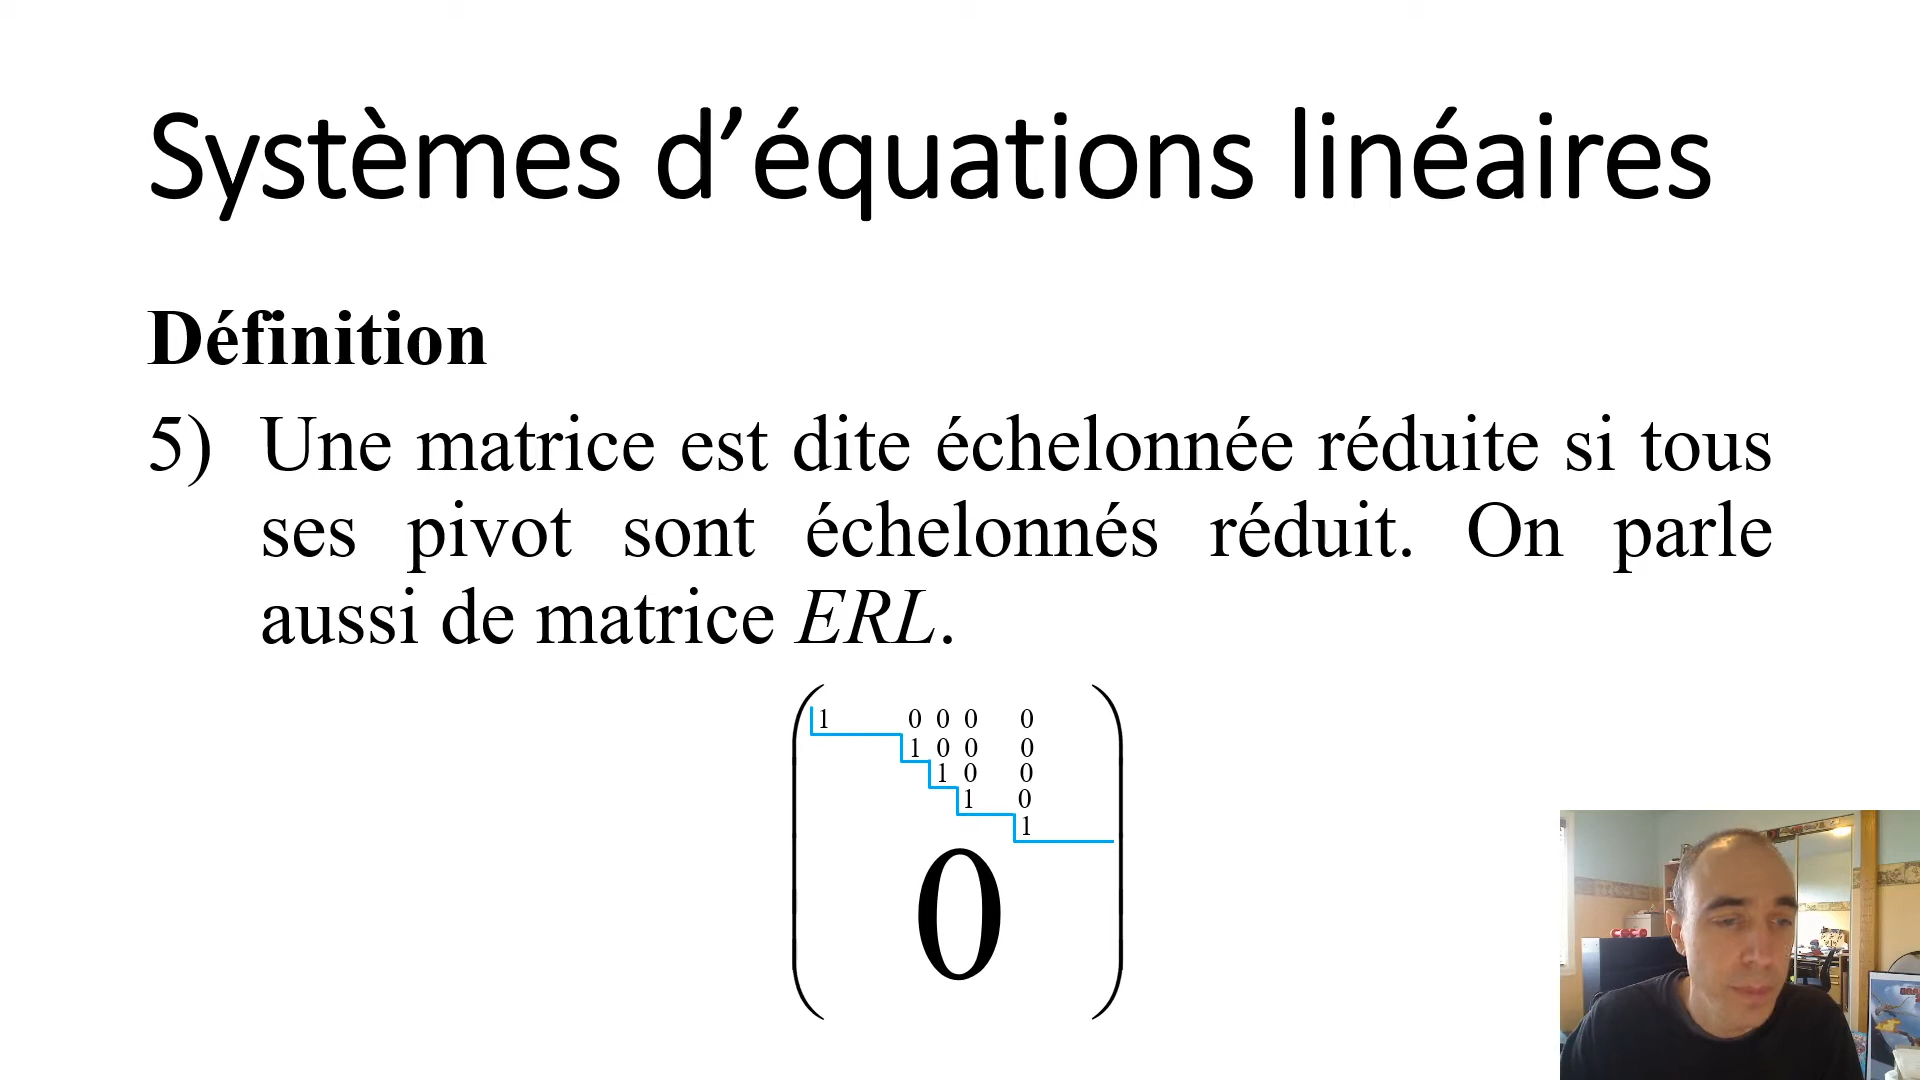 Systèmes d’équations linéaires
Définition
5) Une matrice est dite échelonnée réduite si tous
ses pivot sont échelonnés réduit. On parle
aussi de matrice ERL.
1 0 0 0 0
1 0 0 0
1 0 0
1 0
1
0